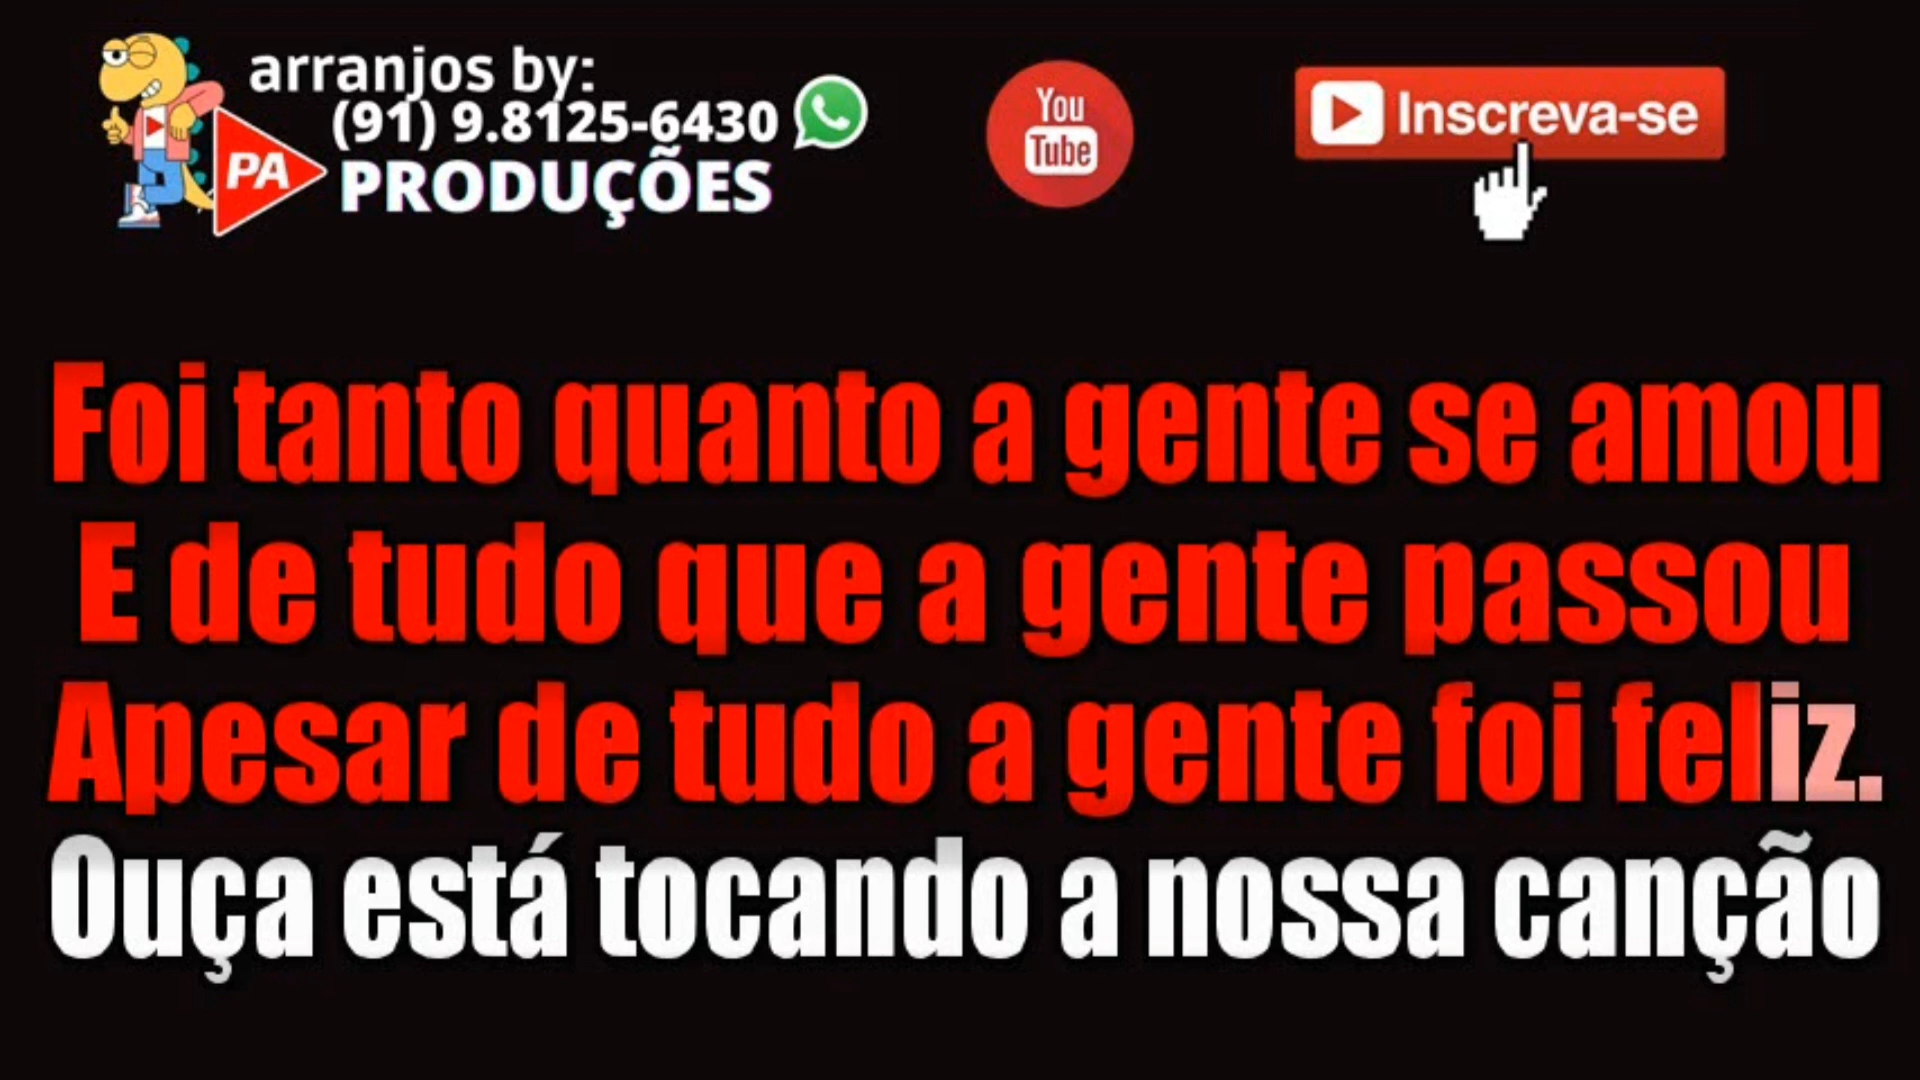 arranjos by:
(91) 9.8125-6430
PA PRODUÇÕES
You
Tube
Inscreva-se
Foi tanto quanto a gente se amou
E de tudo que a gente passou
Apesar de tudo a gente foi feliz.
Ouça está tocando a nossa canção